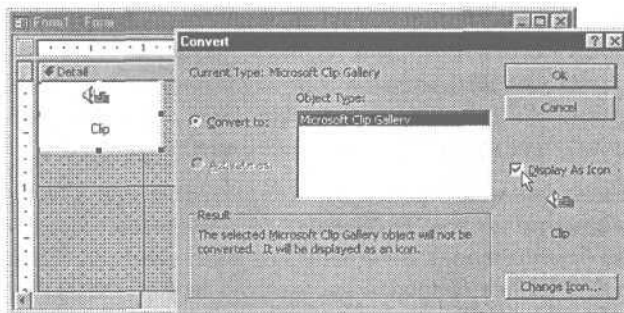 Form1 : Form
Convert
Detail
Clip
Current Type: Microsoft Clip Gallery
Object Type:
Convert to:
Microsoft Clip Gallery
Activate as:
Result
The selected Microsoft Clip Gallery object will not be
converted. It will be displayed as an icon.
Ok
Cancel
Display As Icon
Clip
Change Icon...